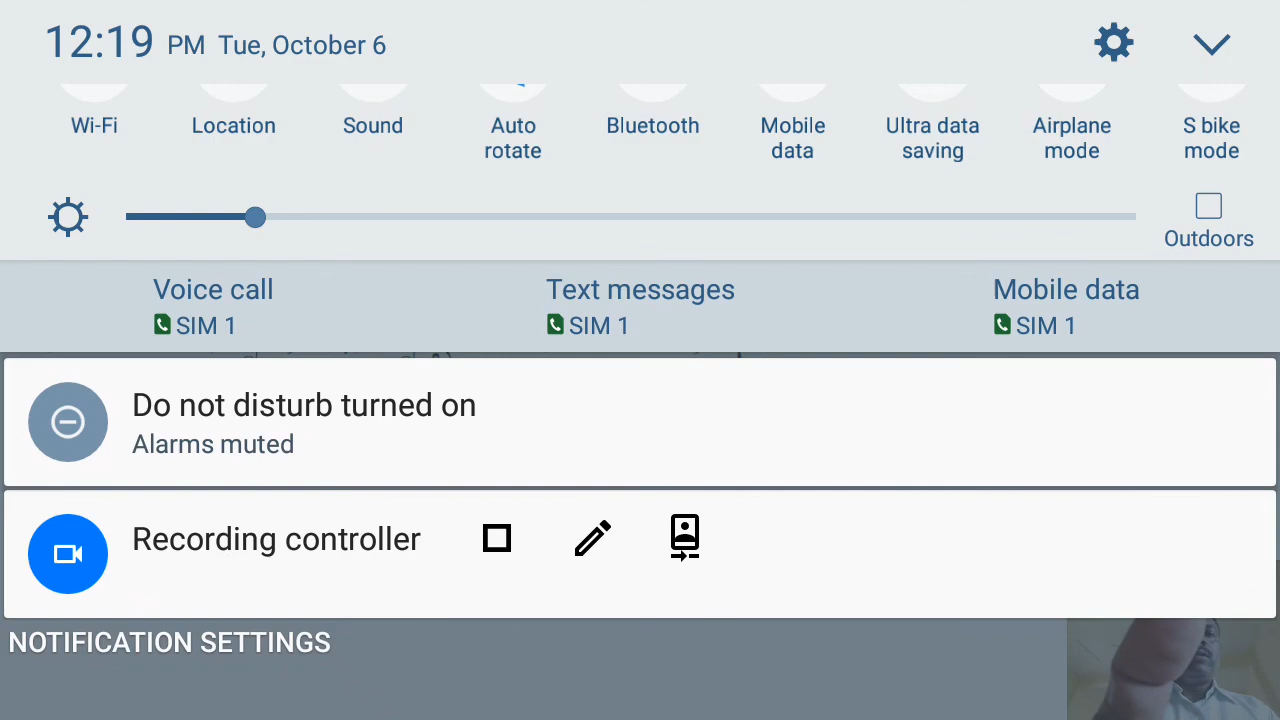 12:19 PM Tue, October 6
Wi-Fi
Location
Sound
Auto
rotate
Bluetooth
Mobile
data
Ultra data
saving
Airplane
mode
S bike
mode
Outdoors
Voice call
SIM 1
Text messages
SIM 1
Mobile data
SIM 1
Do not disturb turned on
Alarms muted
Recording controller
NOTIFICATION SETTINGS